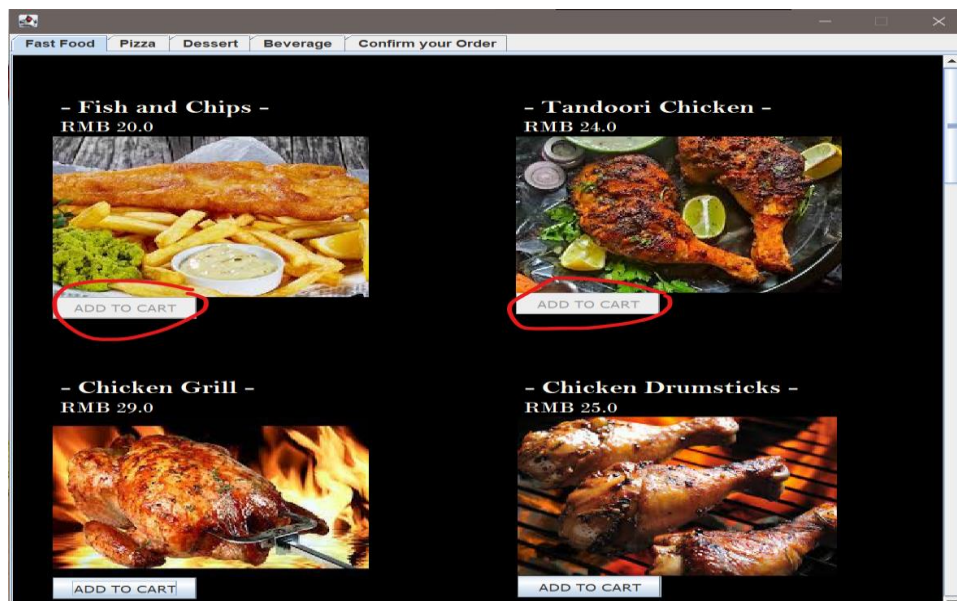 Fast Food Pizza Dessert Beverage Confirm your Order
- Fish and Chips -
RMB 20.0
ADD TO CART
- Tandoori Chicken -
RMB 24.0
ADD TO CART
- Chicken Grill -
RMB 29.0
ADD TO CART
- Chicken Drumsticks -
RMB 25.0
ADD TO CART